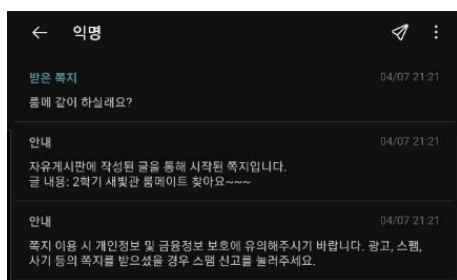 익명
받은 쪽지
04/07 21:21
룸메 같이 하실래요?
안내
04/07 21:21
자유게시판에 작성된 글을 통해 시작된 쪽지입니다.
글 내용: 2학기 새빛관 룸메이트 찾아요~~~
안내
04/07 21:21
쪽지 이용 시 개인정보 및 금융정보 보호에 유의해주시기 바랍니다. 광고, 스팸,
사기 등의 쪽지를 받으셨을 경우 스팸 신고를 눌러주세요.